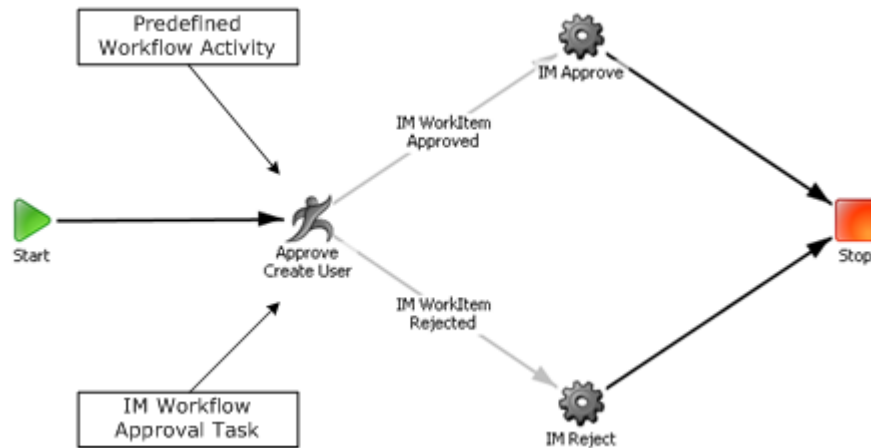 Predefined
Workflow Activity
IM Approve
IM WorkItem
Approved
Start
Approve
Create User
Stop
IM WorkItem
Rejected
IM Workflow
Approval Task
IM Reject